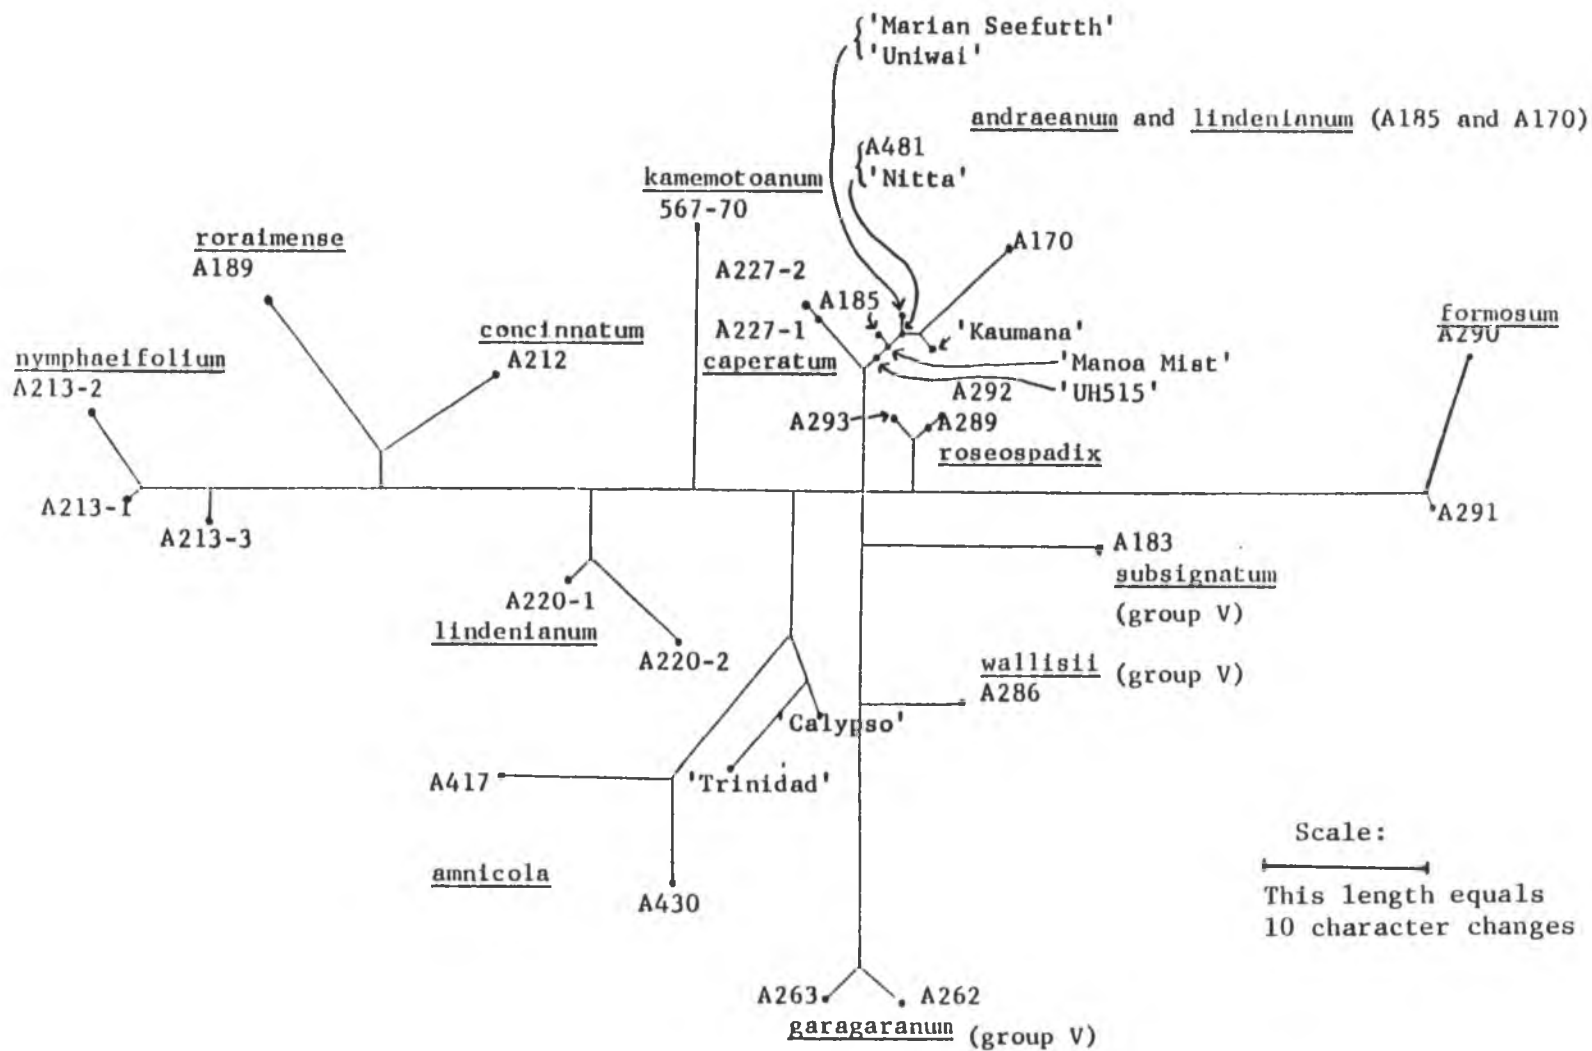 'Marian Seefurth'
'Uniwai'
andraeanum and lindenianum (A185 and A170)
A481
'Nitta'
kamemotoanum
567-70
roraimense
A189
A170
A227-2
A185
formosum
A290
concinnatum
A212
A227-1
'Kaumana'
nymphaeifolium
A213-2
caperatum
'Manoa Mist'
A292
'UH515'
A293
A289
roseospadix
A213-1
A213-3
A291
A183
subsignatum
(group V)
A220-1
lindenianum
A220-2
wallisii (group V)
A286
'Calypso'
A417
'Trinidad'
amnicola
A430
Scale:
This length equals
10 character changes
A263
A262
garagaranum (group V)